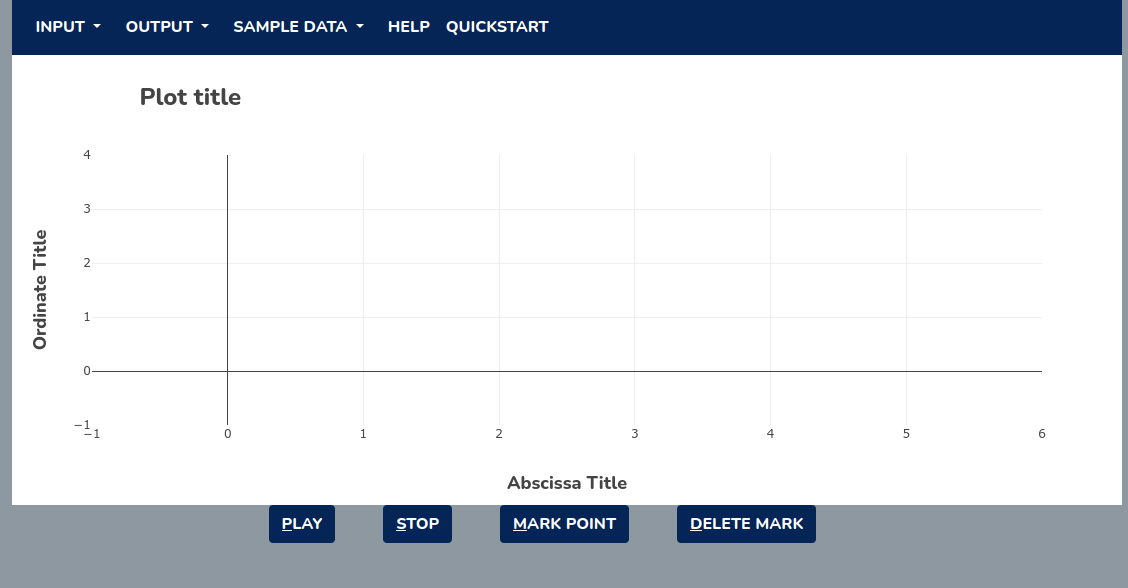 INPUT OUTPUT SAMPLE DATA HELP QUICKSTART
Plot title
4
3
2
1
0
−1
Ordinate Title
−1 0 1 2 3 4 5 6
Abscissa Title
PLAY STOP MARK POINT DELETE MARK